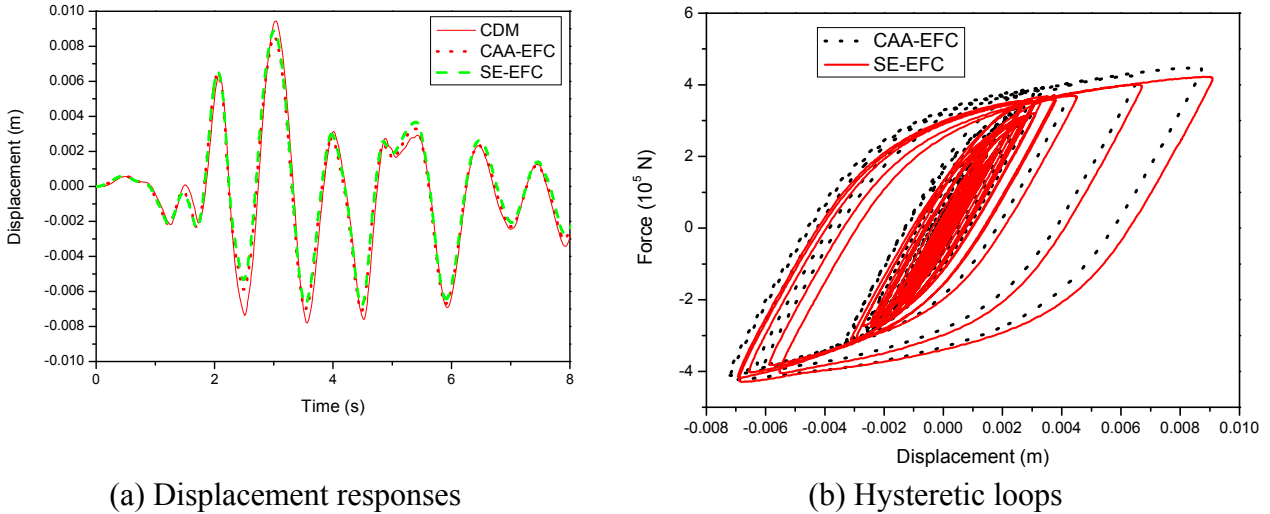 0.010
0.008
0.006
0.004
0.002
0.000
-0.002
-0.004
-0.006
-0.008
-0.010
Displacement (m)
CDM
CAA-EFC
SE-EFC
0 2 4 6 8
Time (s)
(a) Displacement responses
6
4
2
0
-2
-4
Force (10⁵ N)
CAA-EFC
SE-EFC
-0.008 -0.006 -0.004 -0.002 0.000 0.002 0.004 0.006 0.008 0.010
Displacement (m)
(b) Hysteretic loops